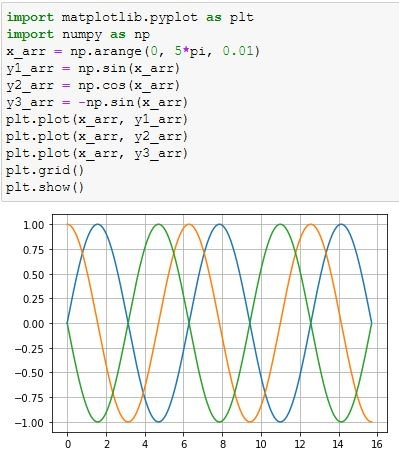 import matplotlib.pyplot as plt
import numpy as np
x_arr = np.arange(0, 5*pi, 0.01)
y1_arr = np.sin(x_arr)
y2_arr = np.cos(x_arr)
y3_arr = -np.sin(x_arr)
plt.plot(x_arr, y1_arr)
plt.plot(x_arr, y2_arr)
plt.plot(x_arr, y3_arr)
plt.grid()
plt.show()
1.00
0.75
0.50
0.25
0.00
−0.25
−0.50
−0.75
−1.00
0 2 4 6 8 10 12 14 16